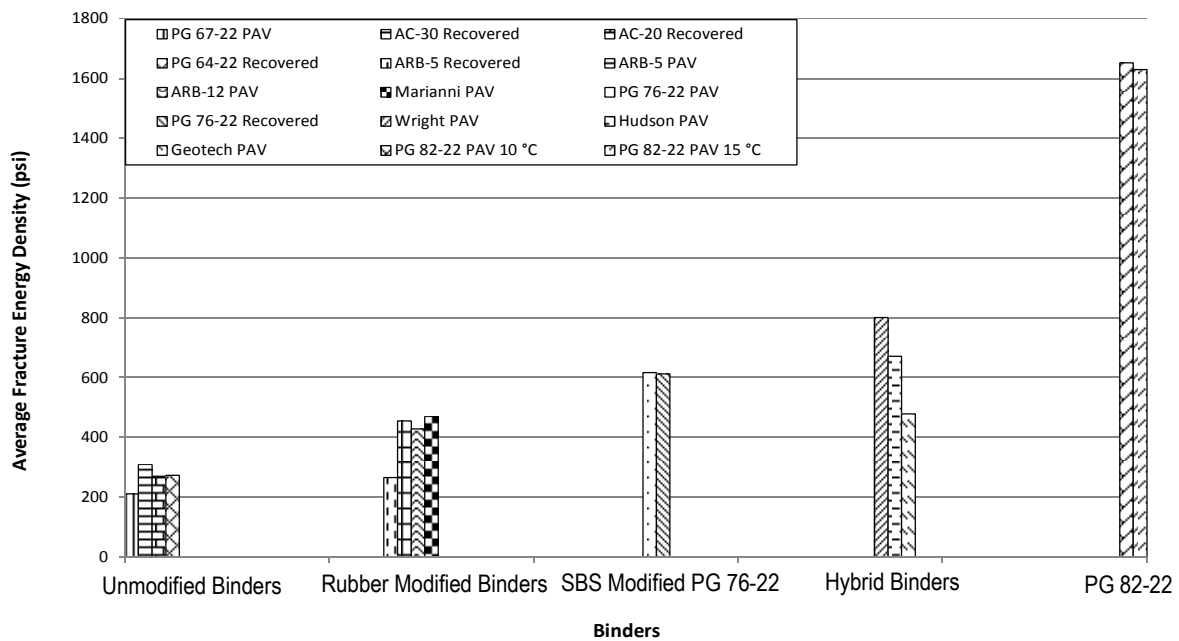 1800
1600
1400
1200
1000
800
600
400
200
0
Average Fracture Energy Density (psi)
PG 67-22 PAV AC-30 Recovered AC-20 Recovered
PG 64-22 Recovered ARB-5 Recovered ARB-5 PAV
ARB-12 PAV Marianni PAV PG 76-22 PAV
PG 76-22 Recovered Wright PAV Hudson PAV
Geotech PAV PG 82-22 PAV 10 °C PG 82-22 PAV 15 °C
Unmodified Binders Rubber Modified Binders SBS Modified PG 76-22 Hybrid Binders PG 82-22
Binders